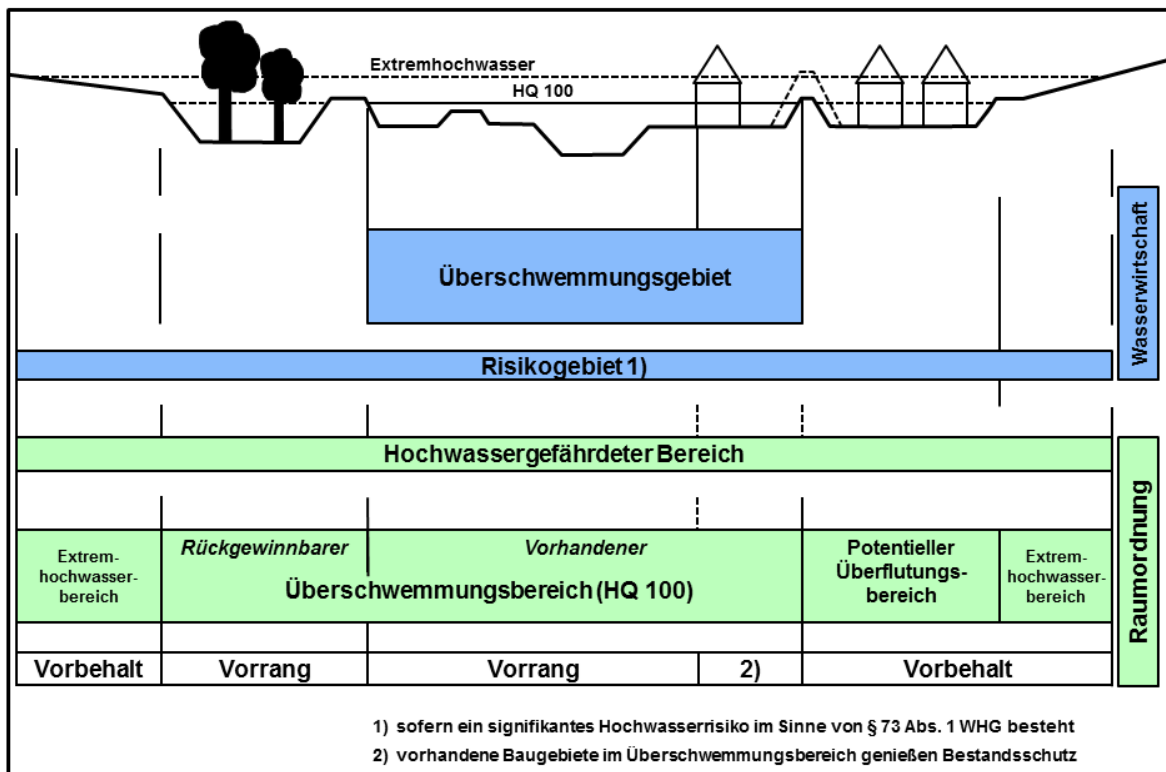 Extremhochwasser
HQ 100
Wasserwirtschaft
Überschwemmungsgebiet
Risikogebiet 1)
Hochwassergefährdeter Bereich
Raumordnung
Extrem-
hochwasser-
bereich
Rückgewinnbarer
Vorhandener
Überschwemmungsbereich (HQ 100)
Potentieller
Überflutungs-
bereich
Extrem-
hochwasser-
bereich
Vorbehalt
Vorrang
Vorrang
2)
Vorbehalt
1) sofern ein signifikantes Hochwasserrisiko im Sinne von § 73 Abs. 1 WHG besteht
2) vorhandene Baugebiete im Überschwemmungsbereich genießen Bestandsschutz